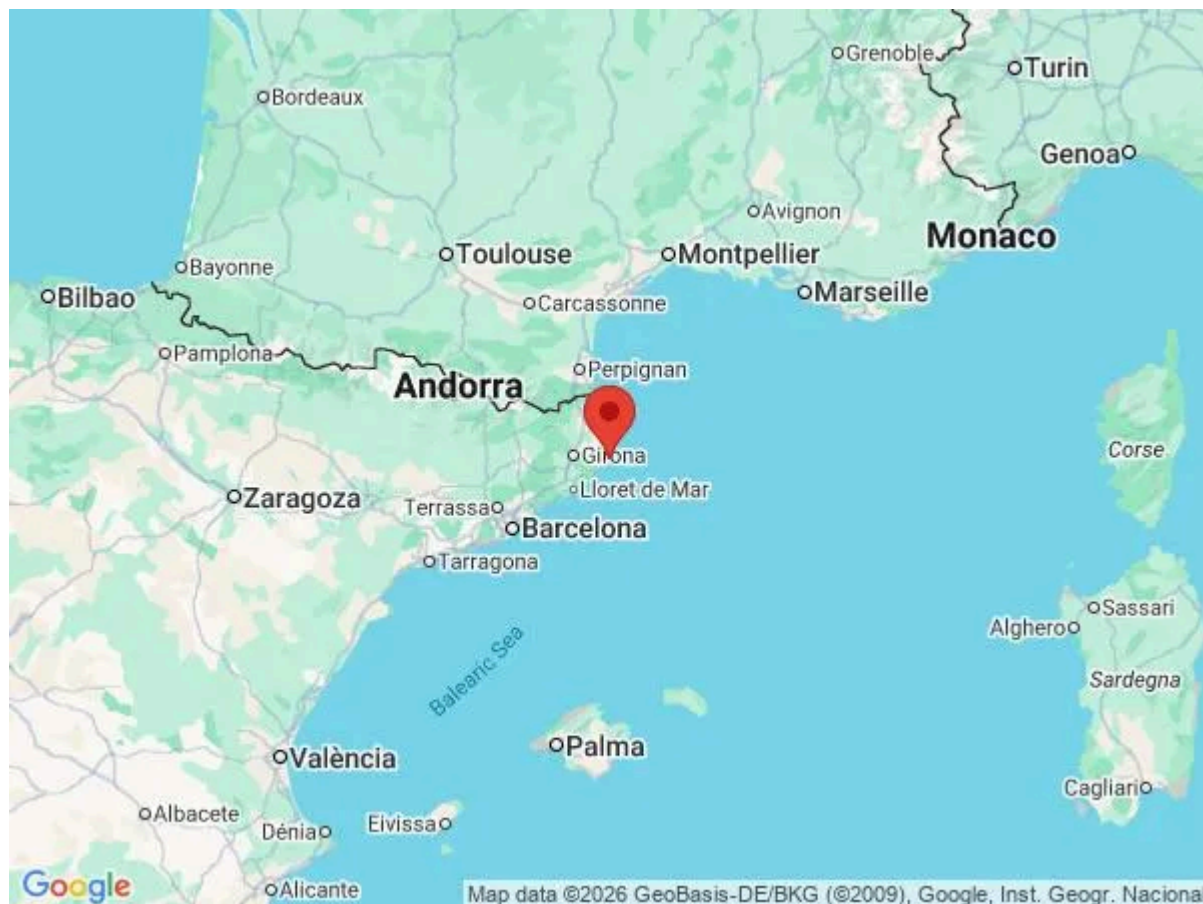 Grenoble
Turin
Bordeaux
Genoa
Avignon
Monaco
Toulouse
Montpellier
Bayonne
Marseille
Bilbao
Carcassonne
Pamplona
Perpignan
Andorra
Corse
Girona
Lloret de Mar
Zaragoza
Terrassa
Barcelona
Tarragona
Sassari
Alghero
Balearic Sea
Sardegna
Palma
València
Cagliari
Albacete
Eivissa
Dénia
Google
Alicante
Map data ©2026 GeoBasis-DE/BKG (©2009), Google, Inst. Geogr. Nacional